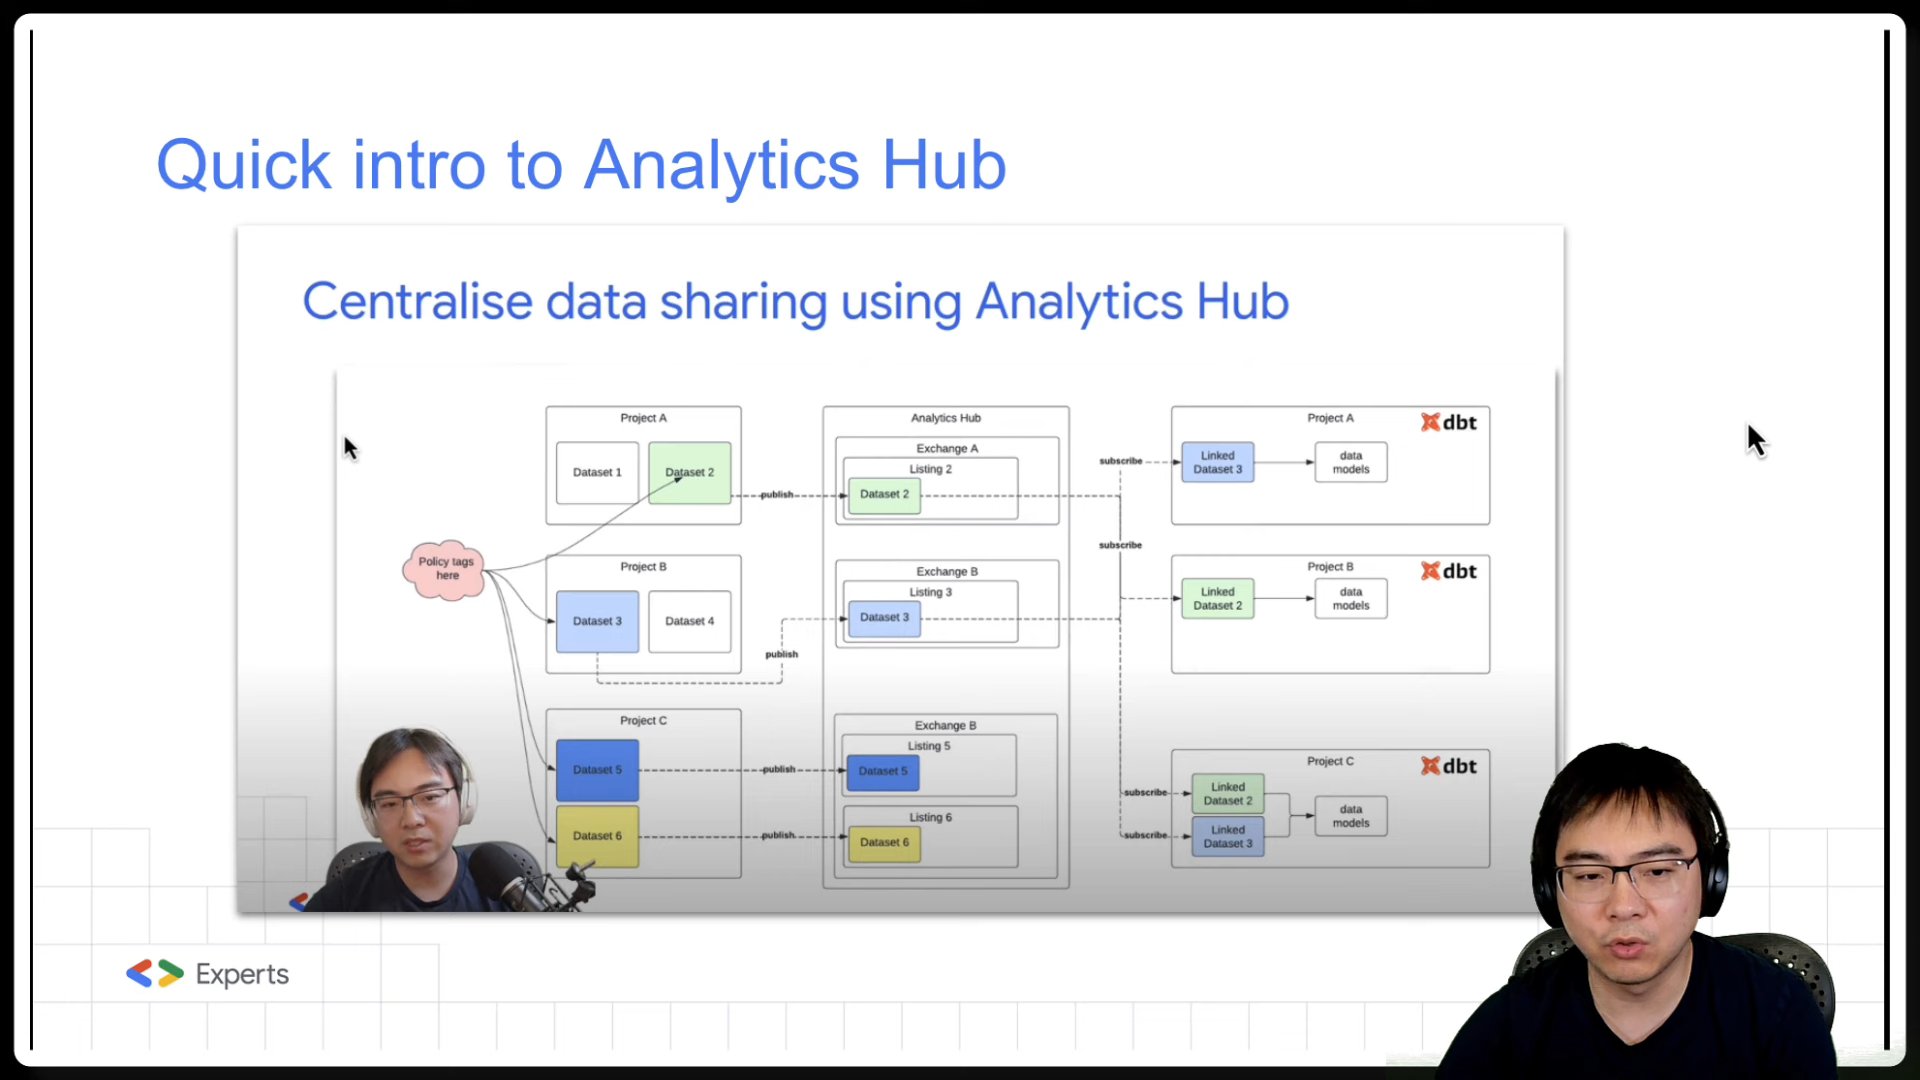 Quick intro to Analytics Hub
Centralise data sharing using Analytics Hub
Project A
Dataset 1
Dataset 2
publish
Policy tags
here
Project B
Dataset 3
Dataset 4
publish
Project C
Dataset 5
publish
Dataset 6
publish
Analytics Hub
Exchange A
Listing 2
Dataset 2
Exchange B
Listing 3
Dataset 3
Exchange B
Listing 5
Dataset 5
Listing 6
Dataset 6
subscribe
subscribe
subscribe
subscribe
Project A
dbt
Linked
Dataset 3
data
models
Project B
dbt
Linked
Dataset 2
data
models
Project C
dbt
Linked
Dataset 2
Linked
Dataset 3
data
models
Experts